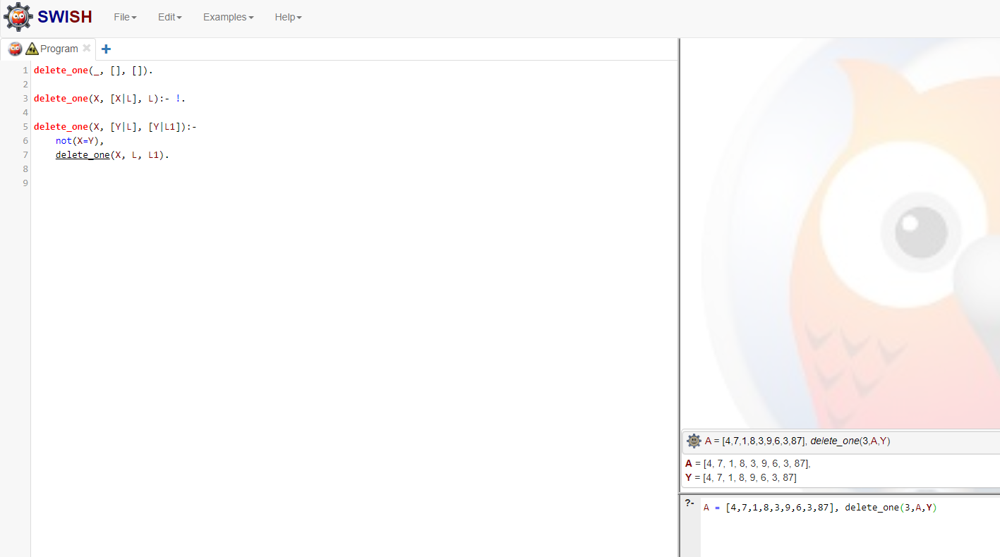 SWISH File Edit Examples Help
Program
1 delete_one(_, [], []).
2
3 delete_one(X, [X|L], L):- !.
4
5 delete_one(X, [Y|L], [Y|L1]):-
6     not(X=Y),
7     delete_one(X, L, L1).
8
9
A = [4,7,1,8,3,9,6,3,87], delete_one(3,A,Y)
A = [4, 7, 1, 8, 3, 9, 6, 3, 87],
Y = [4, 7, 1, 8, 9, 6, 3, 87]
?- A = [4,7,1,8,3,9,6,3,87], delete_one(3,A,Y)